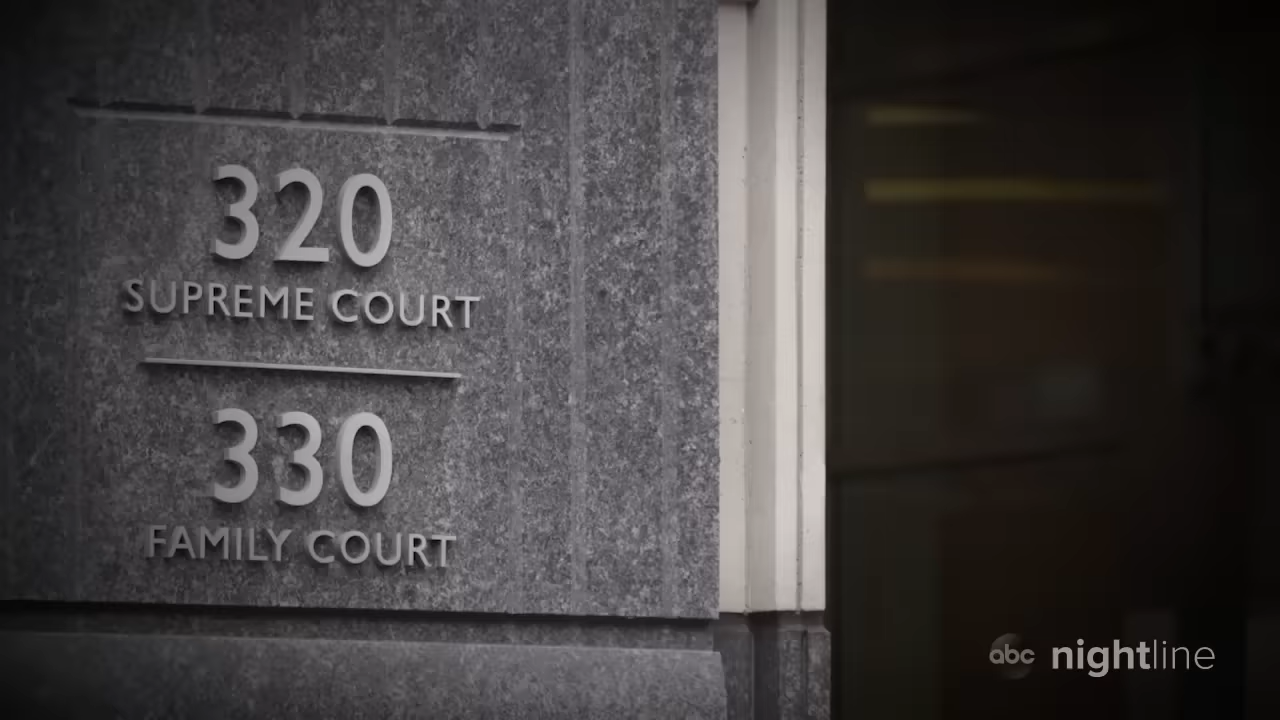 320
SUPREME COURT
330
FAMILY COURT
abc nightline